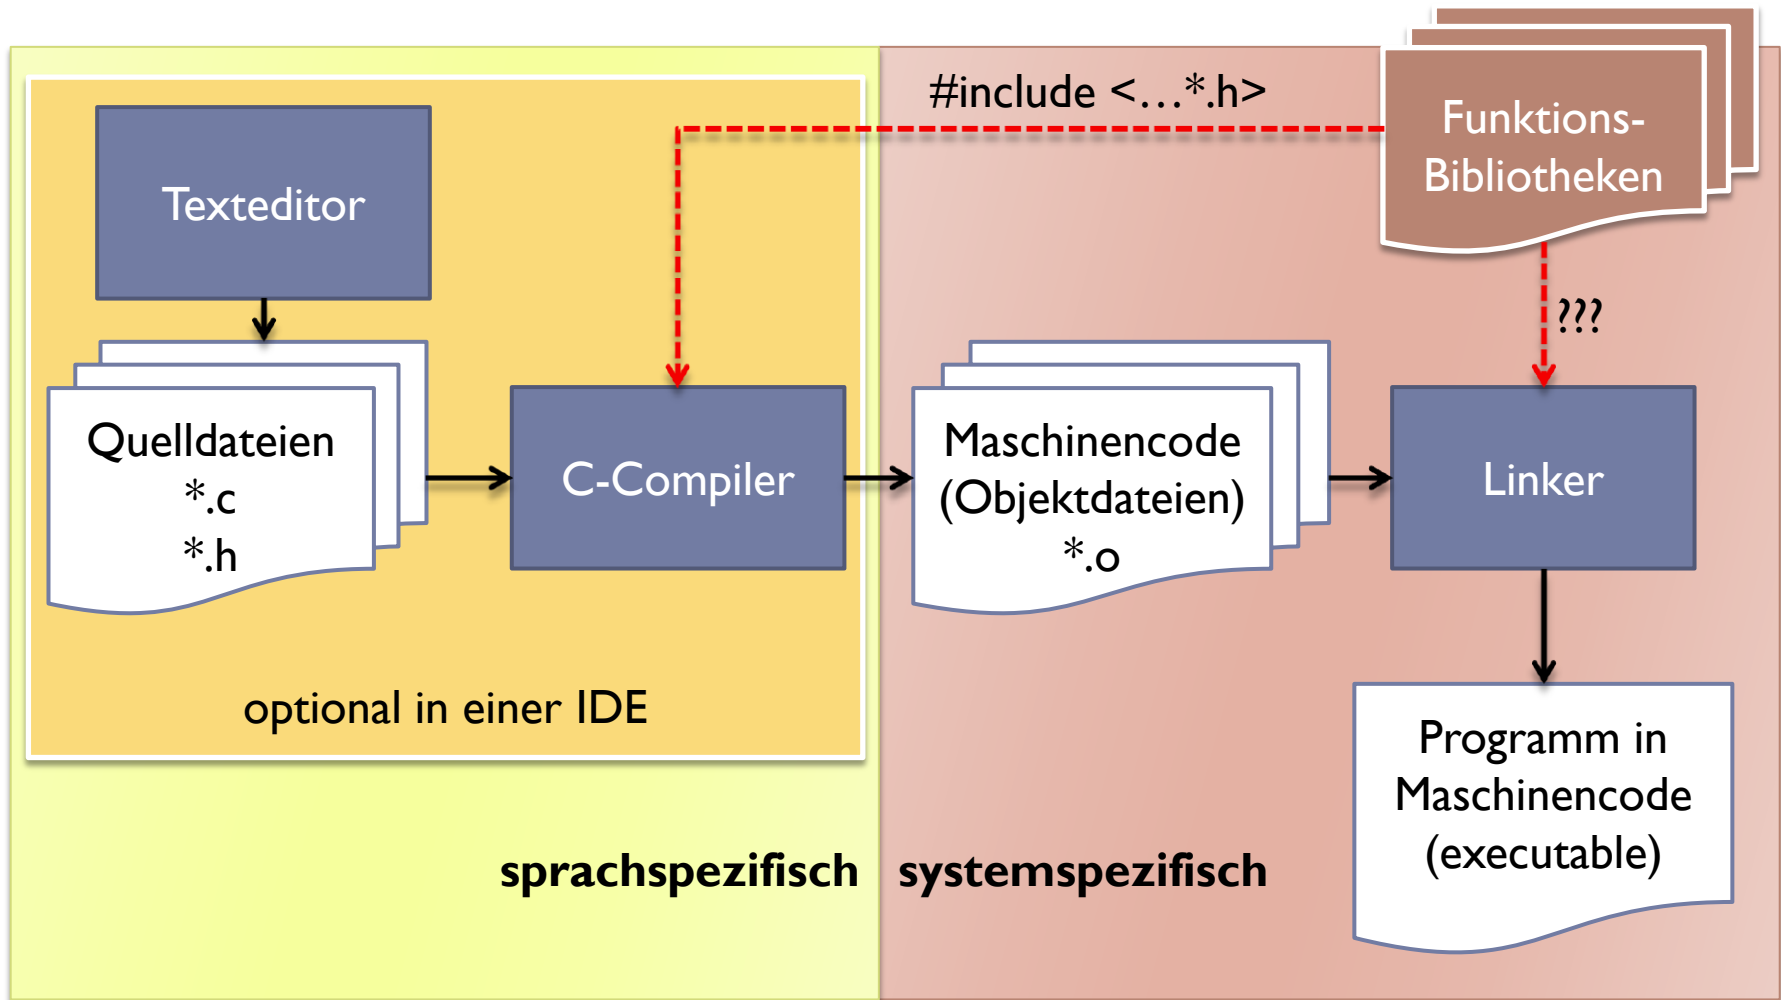 #include <…*.h>
Funktions-
Bibliotheken
Texteditor
???
Quelldateien
*.c
*.h
C-Compiler
Maschinencode
(Objektdateien)
*.o
Linker
optional in einer IDE
Programm in
Maschinencode
(executable)
sprachspezifisch
systemspezifisch